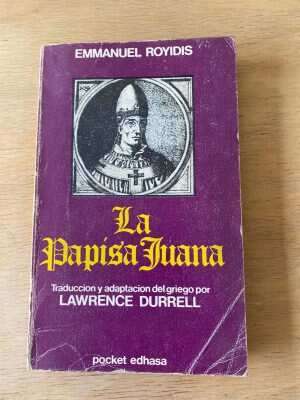 EMMANUEL ROYIDIS
La
Papisa Juana
Traduccion y adaptacion del griego por
LAWRENCE DURRELL
pocket edhasa